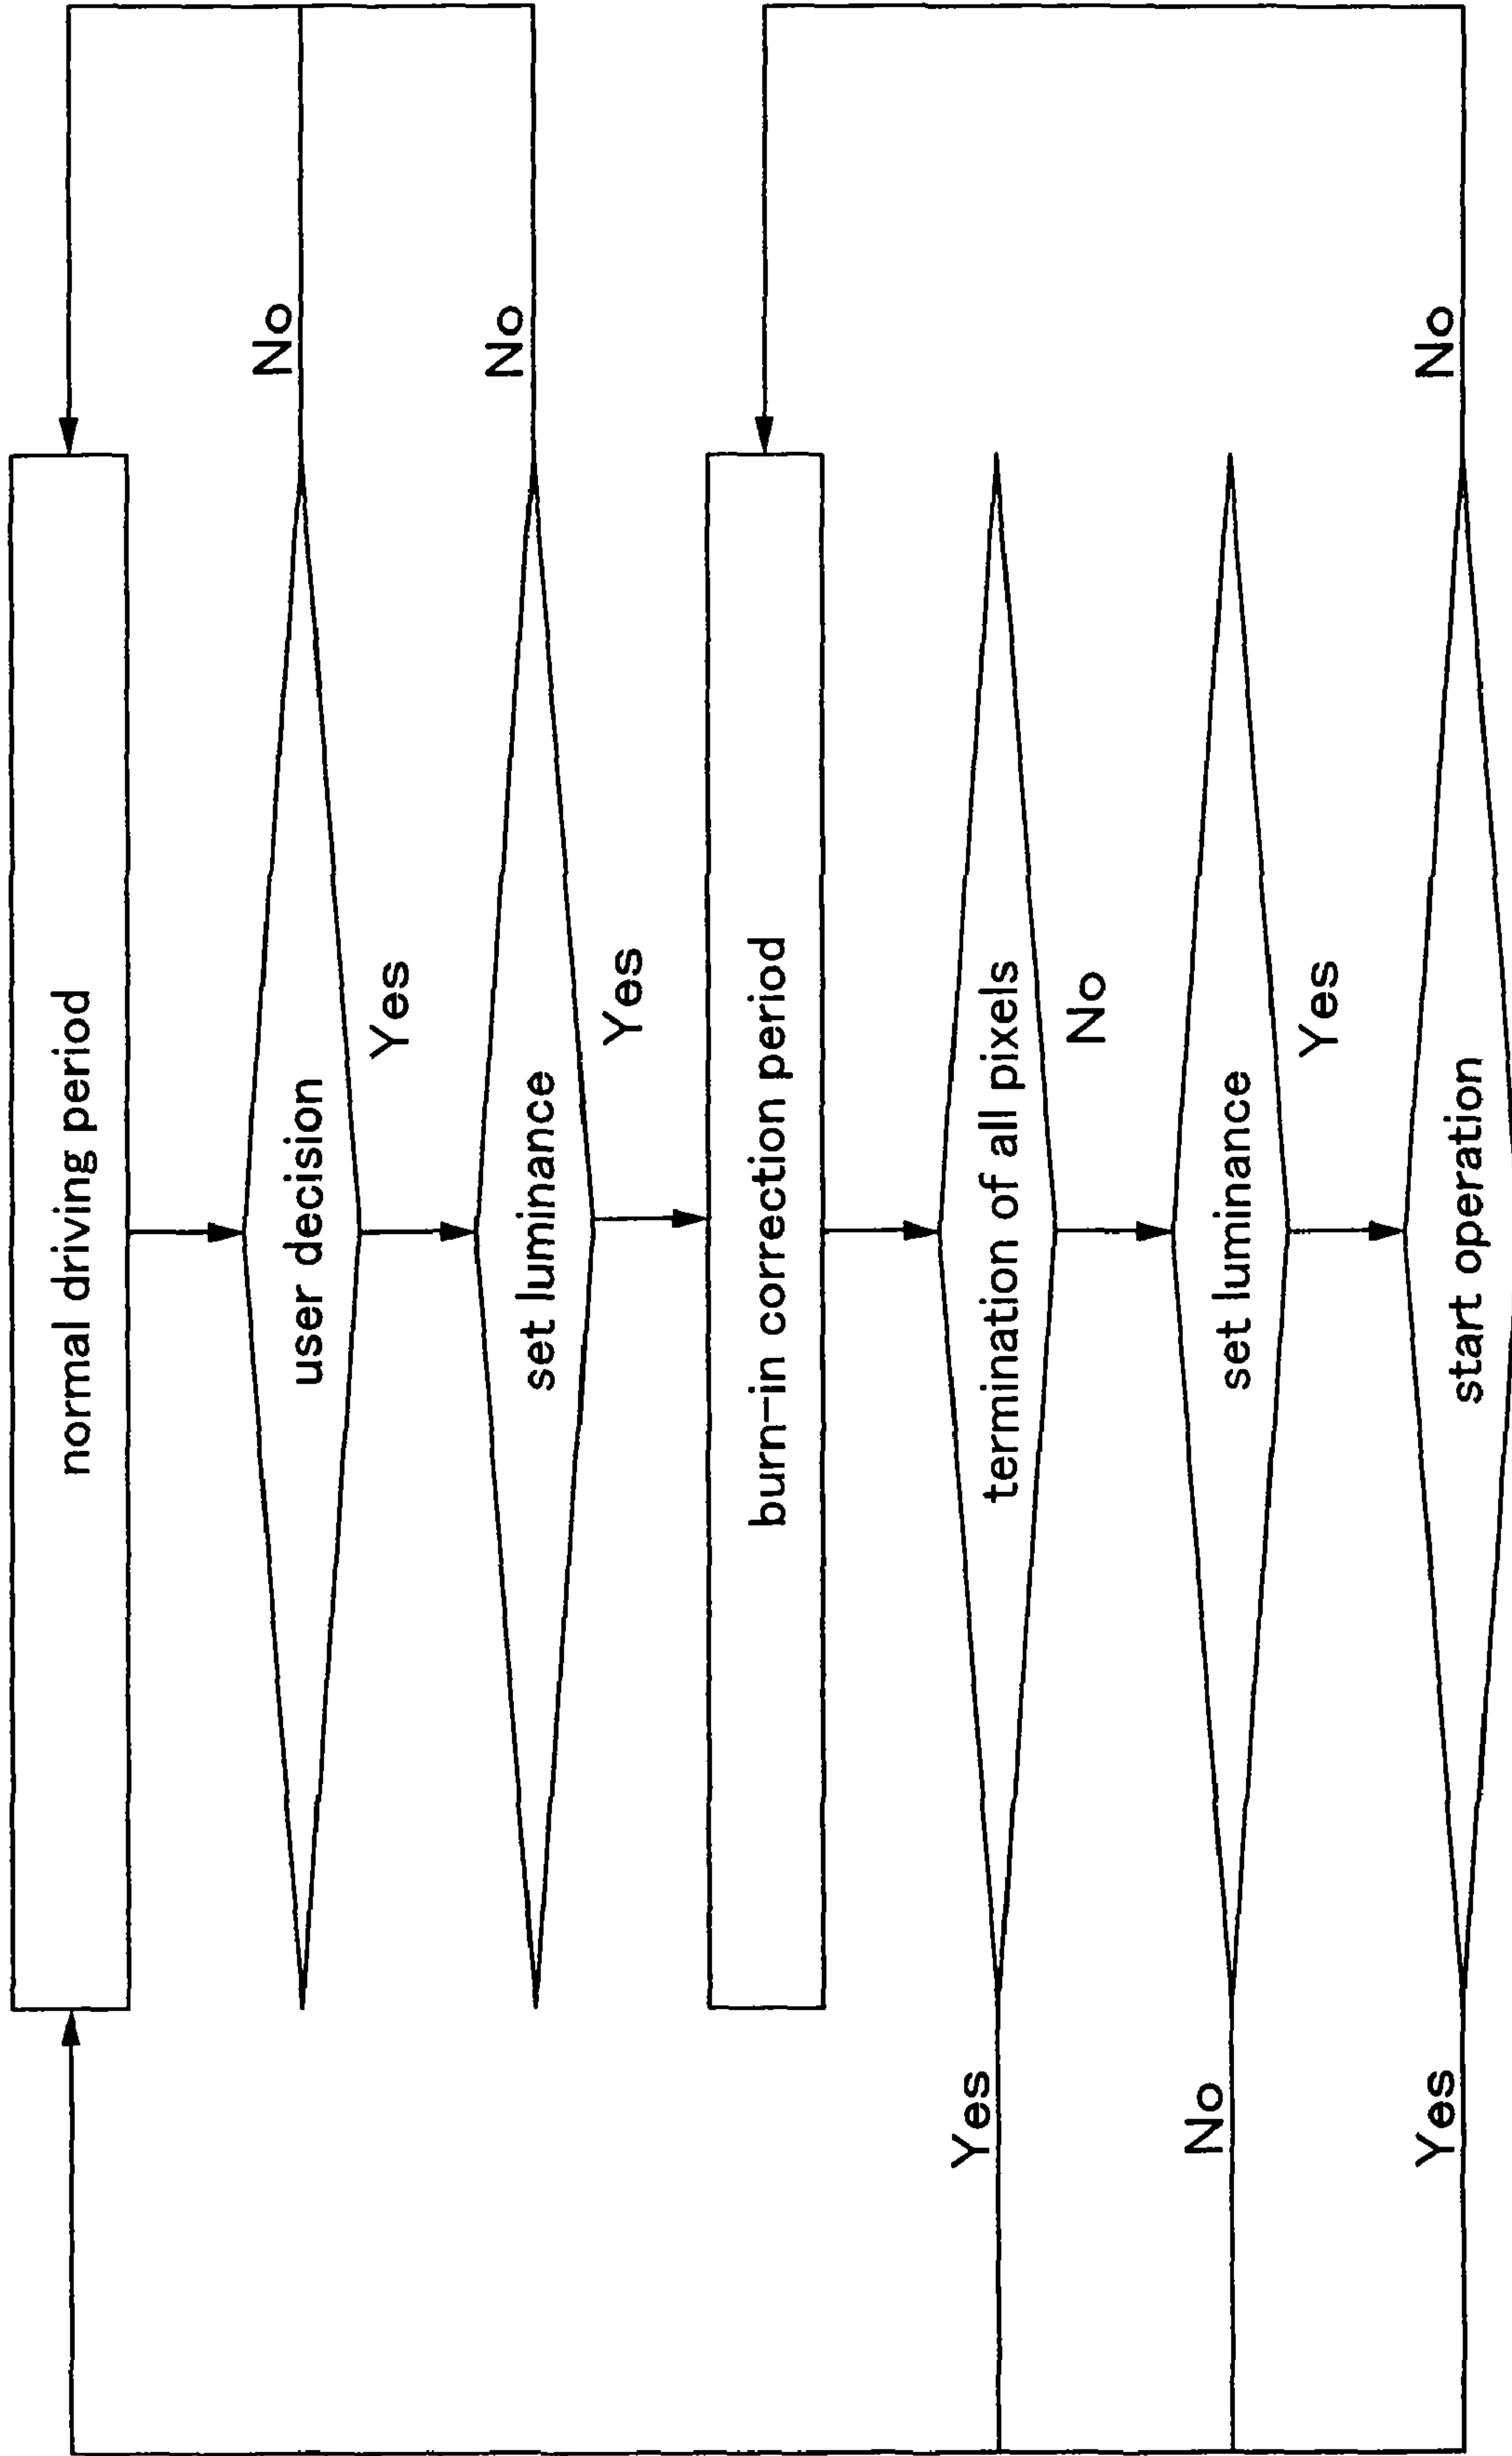 normal driving period
user decision
No
Yes
set luminance
No
Yes
burn-in correction period
termination of all pixels
Yes
No
set luminance
No
Yes
start operation
Yes
No